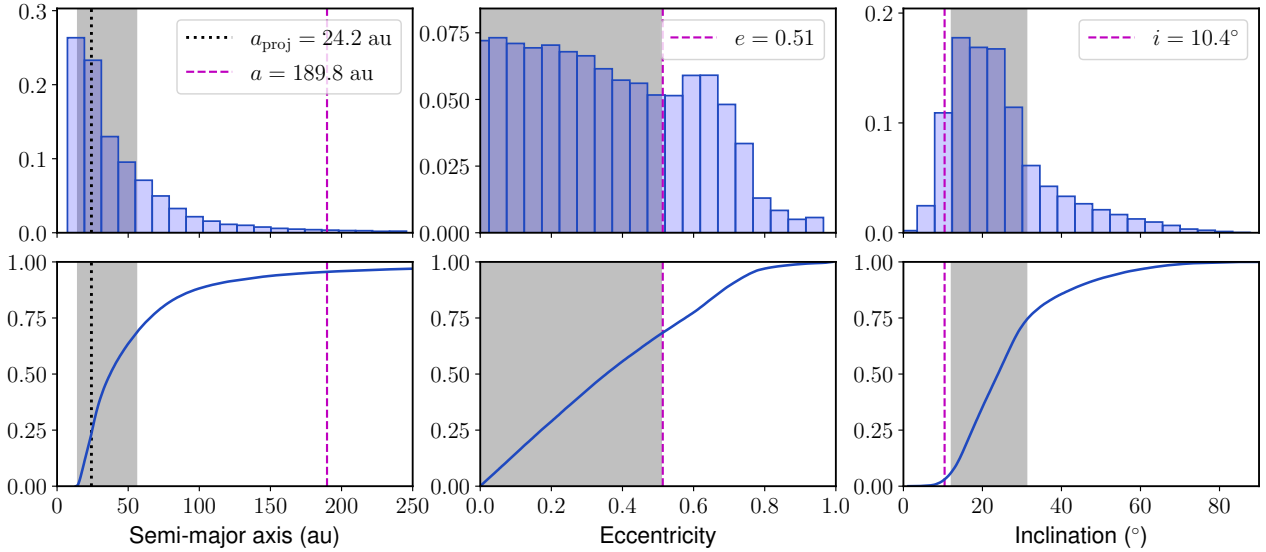 0.3
0.2
0.1
0.0
a_proj = 24.2 au
a = 189.8 au
0.075
0.050
0.025
0.000
e = 0.51
0.2
0.1
0.0
i = 10.4°
1.00
0.75
0.50
0.25
0.00
0 50 100 150 200 250
Semi-major axis (au)
1.00
0.75
0.50
0.25
0.00
0.0 0.2 0.4 0.6 0.8 1.0
Eccentricity
1.00
0.75
0.50
0.25
0.00
0 20 40 60 80
Inclination (°)